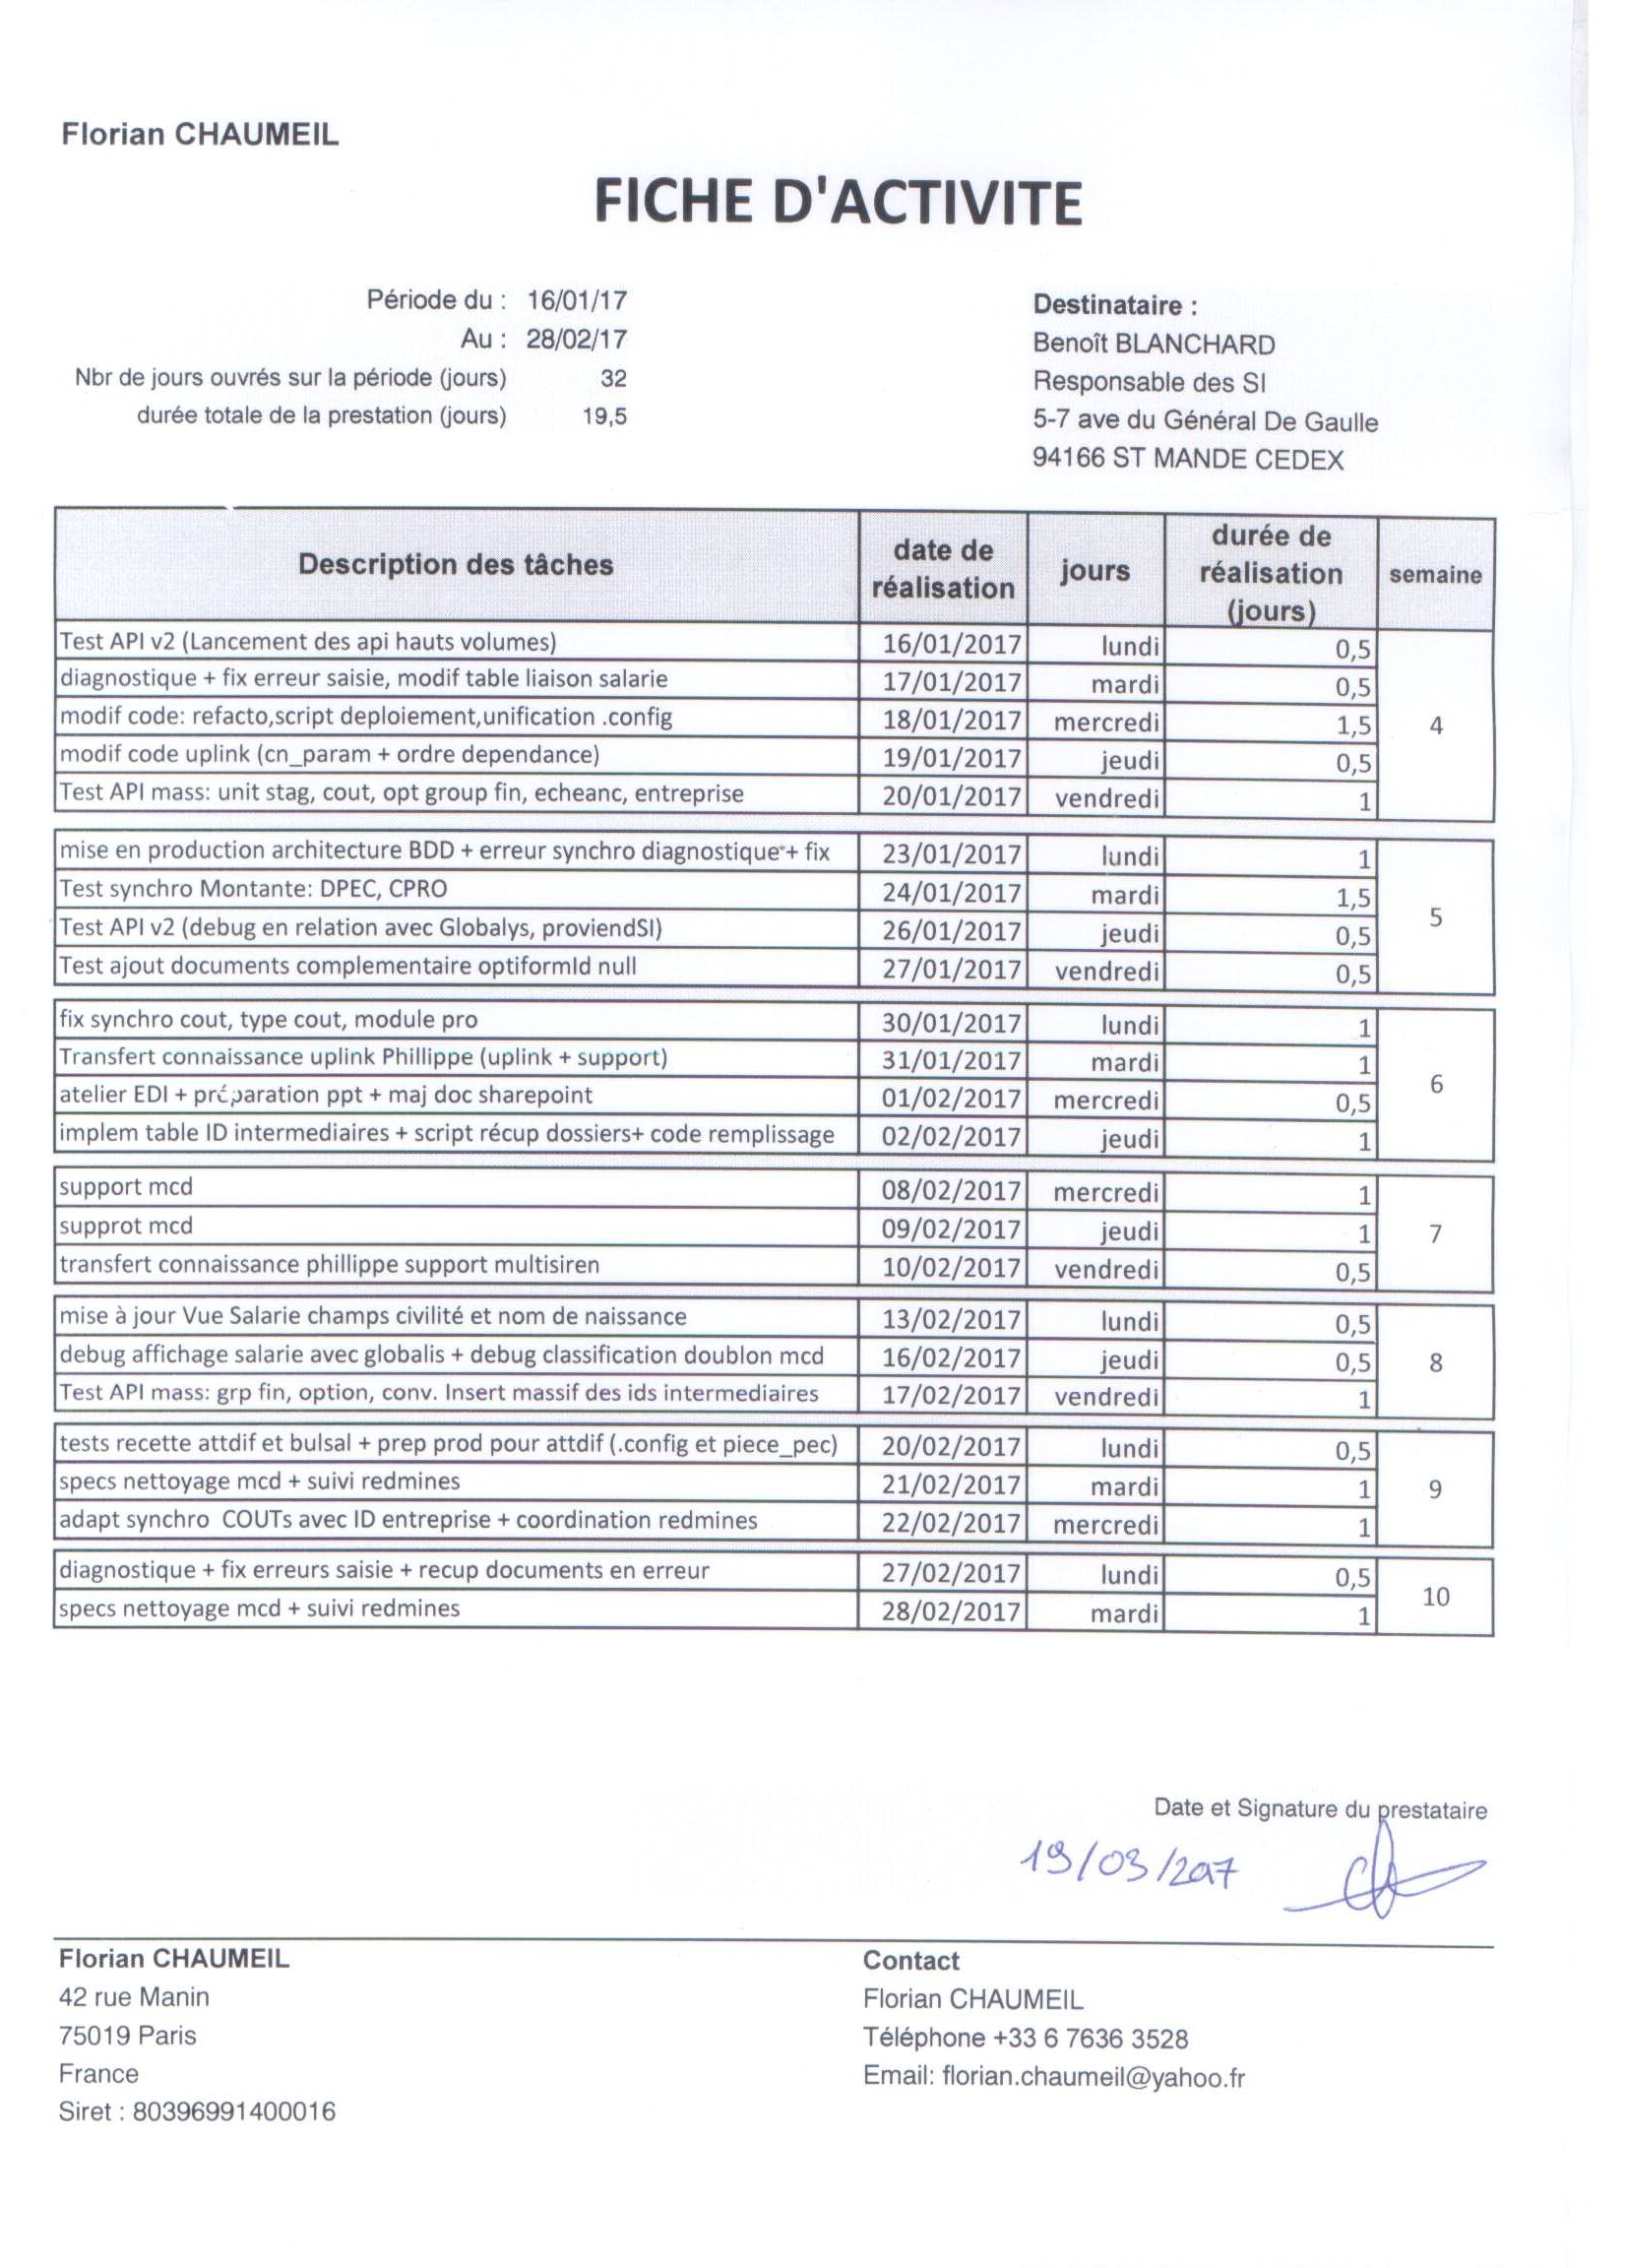 Florian CHAUMEIL
FICHE D'ACTIVITE
Période du : 16/01/17
Au : 28/02/17
Nbr de jours ouvrés sur la période (jours) 32
durée totale de la prestation (jours) 19,5
Destinataire :
Benoît BLANCHARD
Responsable des SI
5-7 ave du Général De Gaulle
94166 ST MANDE CEDEX
Description des tâches date de réalisation jours durée de réalisation (jours) semaine
Test API v2 (Lancement des api hauts volumes) 16/01/2017 lundi 0,5
diagnostique + fix erreur saisie, modif table liaison salarie 17/01/2017 mardi 0,5
modif code: refacto,script deploiement,unification .config 18/01/2017 mercredi 1,5 4
modif code uplink (cn_param + ordre dependance) 19/01/2017 jeudi 0,5
Test API mass: unit stag, cout, opt group fin, echeanc, entreprise 20/01/2017 vendredi 1
mise en production architecture BDD + erreur synchro diagnostique + fix 23/01/2017 lundi 1
Test synchro Montante: DPEC, CPRO 24/01/2017 mardi 1,5 5
Test API v2 (debug en relation avec Globalys, proviendSI) 26/01/2017 jeudi 0,5
Test ajout documents complementaire optiformId null 27/01/2017 vendredi 0,5
fix synchro cout, type cout, module pro 30/01/2017 lundi 1
Transfert connaissance uplink Phillippe (uplink + support) 31/01/2017 mardi 1 6
atelier EDI + préparation ppt + maj doc sharepoint 01/02/2017 mercredi 0,5
implem table ID intermediaires + script récup dossiers+ code remplissage 02/02/2017 jeudi 1
support mcd 08/02/2017 mercredi 1
supprot mcd 09/02/2017 jeudi 1 7
transfert connaissance phillippe support multisiren 10/02/2017 vendredi 0,5
mise à jour Vue Salarie champs civilité et nom de naissance 13/02/2017 lundi 0,5
debug affichage salarie avec globalis + debug classification doublon mcd 16/02/2017 jeudi 0,5 8
Test API mass: grp fin, option, conv. Insert massif des ids intermediaires 17/02/2017 vendredi 1
tests recette attdif et bulsal + prep prod pour attdif (.config et piece_pec) 20/02/2017 lundi 0,5
specs nettoyage mcd + suivi redmines 21/02/2017 mardi 1 9
adapt synchro COUTs avec ID entreprise + coordination redmines 22/02/2017 mercredi 1
diagnostique + fix erreurs saisie + recup documents en erreur 27/02/2017 lundi 0,5 10
specs nettoyage mcd + suivi redmines 28/02/2017 mardi 1
Date et Signature du prestataire
19/03/2017
Florian CHAUMEIL
42 rue Manin
75019 Paris
France
Siret : 80396991400016
Contact
Florian CHAUMEIL
Téléphone +33 6 7636 3528
Email: florian.chaumeil@yahoo.fr